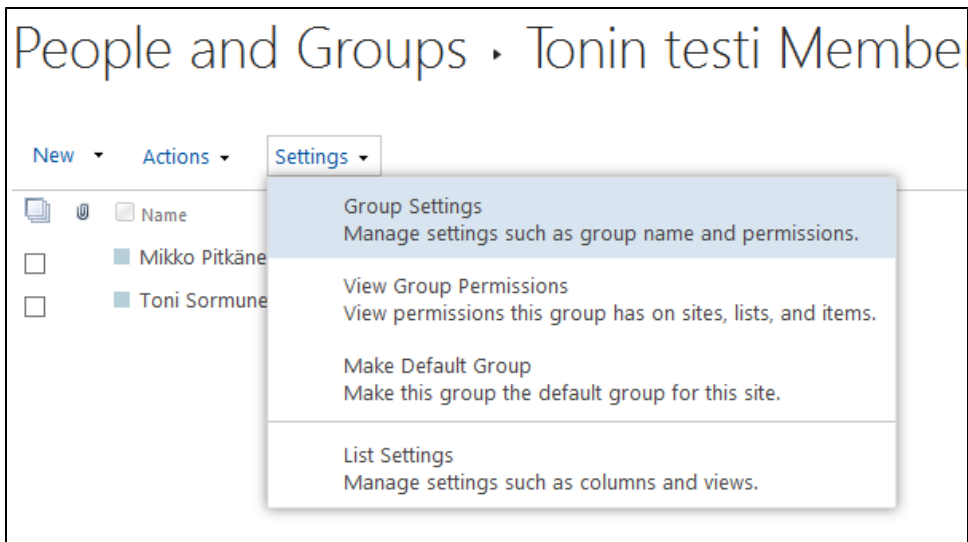 People and Groups ▸ Tonin testi Membe
New Actions Settings
Name
Mikko Pitkäne
Toni Sormune
Group Settings
Manage settings such as group name and permissions.
View Group Permissions
View permissions this group has on sites, lists, and items.
Make Default Group
Make this group the default group for this site.
List Settings
Manage settings such as columns and views.